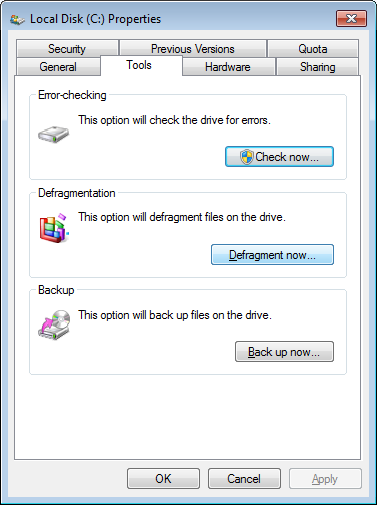 Local Disk (C:) Properties
Security Previous Versions Quota
General Tools Hardware Sharing
Error-checking
This option will check the drive for errors.
Check now...
Defragmentation
This option will defragment files on the drive.
Defragment now...
Backup
This option will back up files on the drive.
Back up now...
OK Cancel Apply